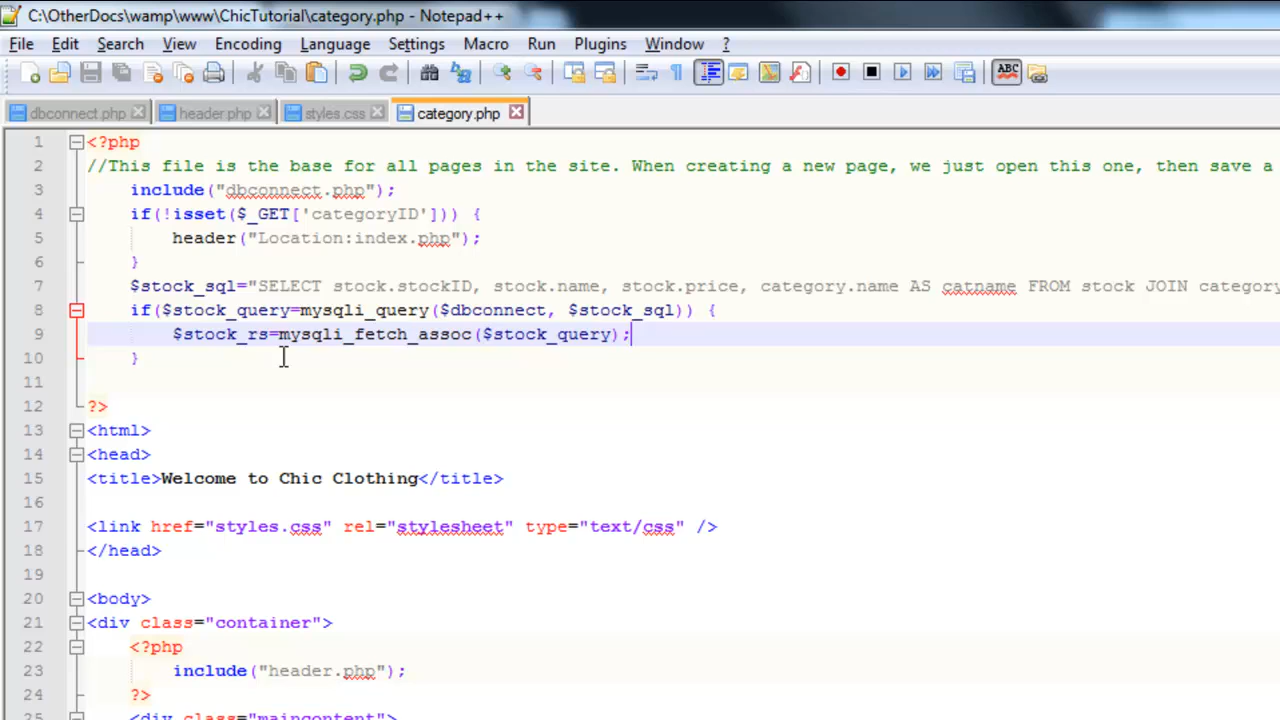 C:\OtherDocs\wamp\www\ChicTutorial\category.php - Notepad++
File Edit Search View Encoding Language Settings Macro Run Plugins Window ?
ABC
dbconnect.php header.php styles.css category.php
1 <?php
2 //This file is the base for all pages in the site. When creating a new page, we just open this one, then save a
3 include("dbconnect.php");
4 if(!isset($_GET['categoryID'])) {
5 header("Location:index.php");
6 }
7 $stock_sql="SELECT stock.stockID, stock.name, stock.price, category.name AS catname FROM stock JOIN category
8 if($stock_query=mysqli_query($dbconnect, $stock_sql)) {
9 $stock_rs=mysqli_fetch_assoc($stock_query);
10 }
11
12 ?>
13 <html>
14 <head>
15 <title>Welcome to Chic Clothing</title>
16
17 <link href="styles.css" rel="stylesheet" type="text/css" />
18 </head>
19
20 <body>
21 <div class="container">
22 <?php
23 include("header.php");
24 ?>
25 <div class="maincontent">